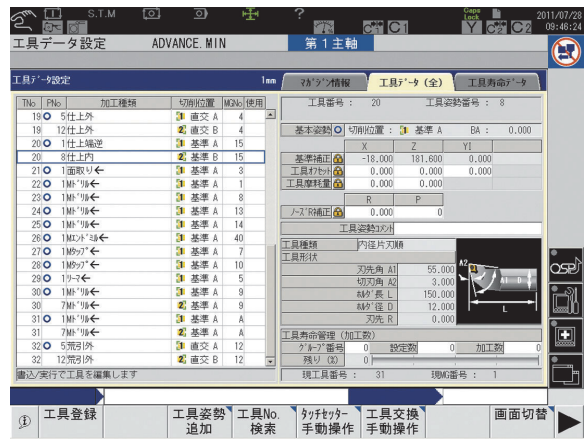 S.T.M
?
Gaps
Lock
2011/07/28
C
C1
Y
C2
09:46:24
工具データ設定 ADVANCE.MIN 第1主軸
工具ﾃﾞｰﾀ設定 1mm ﾏｶﾞｼﾞﾝ情報 工具ﾃﾞｰﾀ（全） 工具寿命ﾃﾞｰﾀ
TNo PNo 加工種類 切削位置 MGNo 使用
19 5 仕上外 直交 A 4
19 12 仕上外 2 直交 B 4
20 1 仕上端逆 基準 A 15
20 8 仕上内 2 基準 A 15
21 1 面取り← 基準 A 3
22 1 Mﾄﾞﾘﾙ← 基準 A 1
23 1 Mﾄﾞﾘﾙ← 基準 A 8
24 1 Mﾄﾞﾘﾙ← 基準 A 13
25 1 Mﾄﾞﾘﾙ← 基準 A 14
26 1 Mｴﾝﾄﾞﾐﾙ← 基準 A 40
27 1 Mﾀｯﾌﾟ← 基準 A 7
28 1 Mﾀｯﾌﾟ← 基準 A 10
29 1 ﾘｰﾏ← 基準 A 5
30 1 Mﾄﾞﾘﾙ← 基準 A 9
30 7 Mﾄﾞﾘﾙ← 2 基準 A 9
31 1 Mﾄﾞﾘﾙ← 基準 A A
31 7 Mﾄﾞﾘﾙ← 2 基準 A A
32 5 荒引外 直交 A 12
32 12 荒引外 2 直交 B 12
書込/実行で工具を編集します
工具番号 : 20 工具姿勢番号 : 8
基本姿勢 切削位置 : 基準 A BA : 0.000
X Z YI
基準補正 -18.000 181.600 0.000
工具ｵﾌｾｯﾄ 0.000 0.000 0.000
工具摩耗量 0.000 0.000 0.000
R P
ﾉｰｽﾞR補正 0.000 0
工具姿勢ｺﾒﾝﾄ
工具種類 内径片刃順
工具形状
刃先角 A1 55.000
切刃角 A2 3.000
ﾎﾙﾀﾞ長 L 150.000
ﾎﾙﾀﾞ径 D 12.000
刃先 R 0.000
A2
A1
D
L
工具寿命管理（加工数）
ｸﾞﾙｰﾌﾟ番号 0 設定数 0 加工数 0
残り（%） 0
現工具番号 : 31 現MG番号 : 1
OSP
工具登録 工具姿勢追加 工具No.検索 ﾀｯﾁｾｯﾀｰ手動操作 工具交換手動操作 画面切替